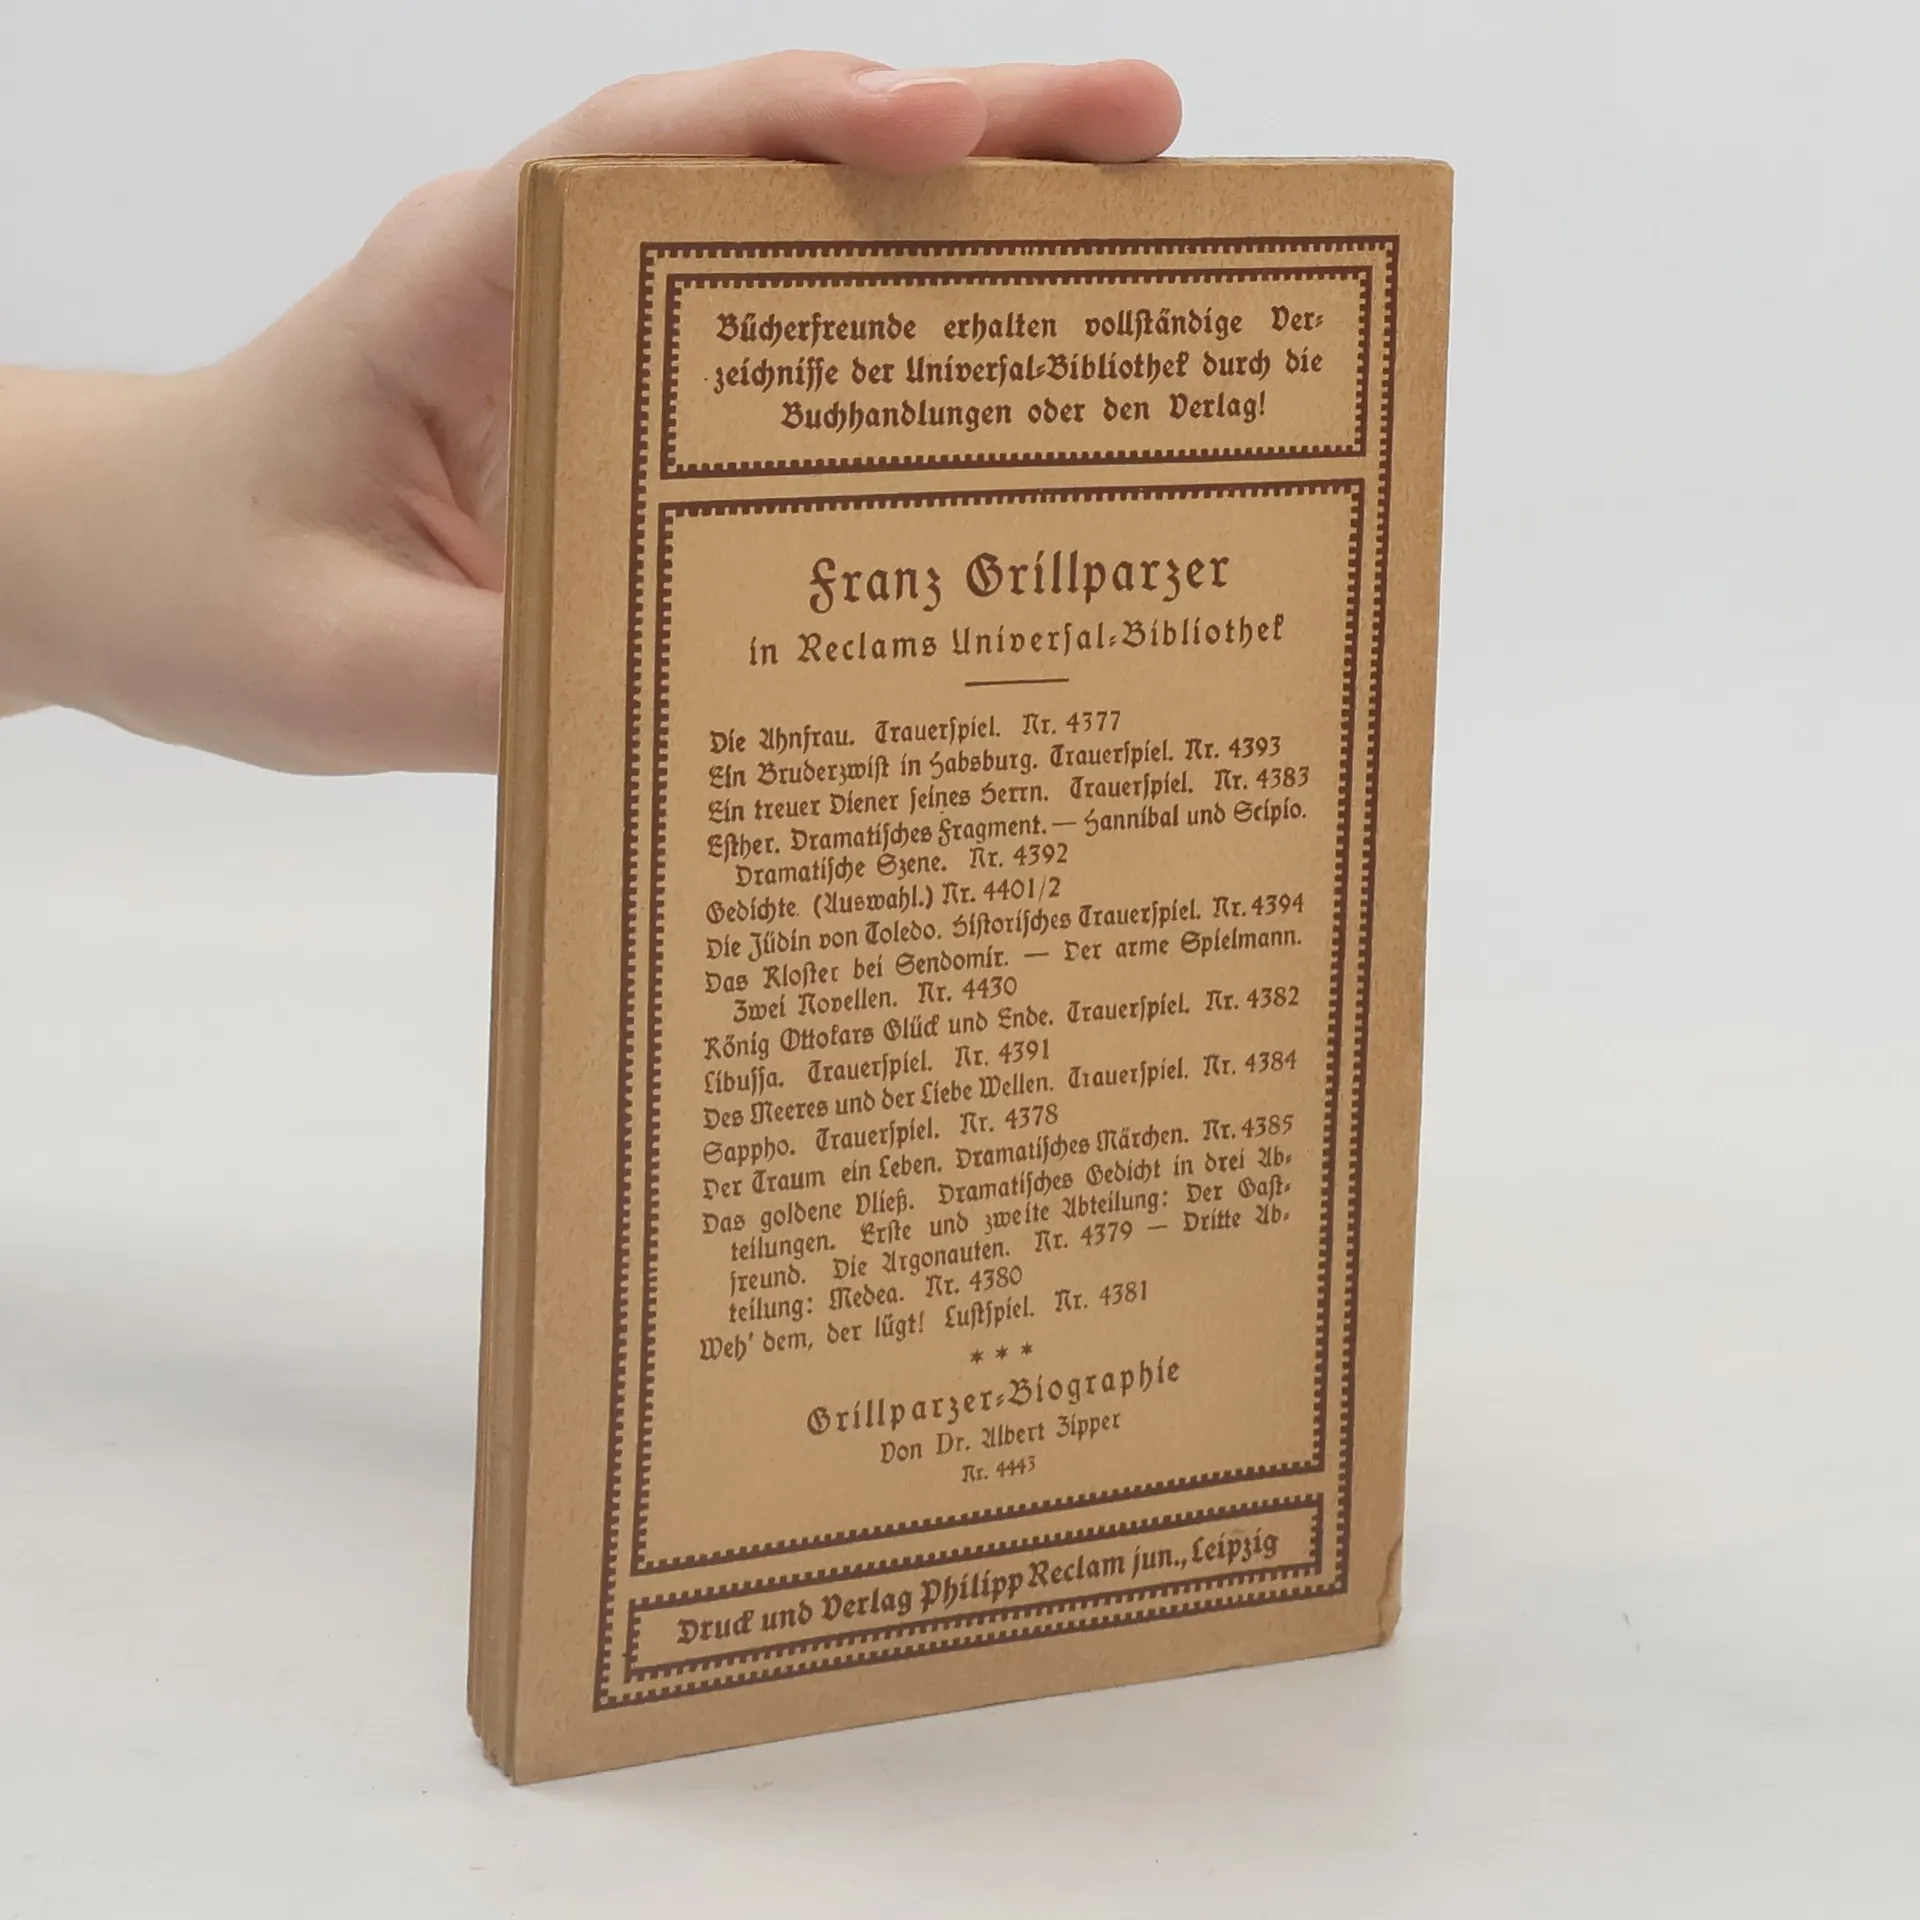 Bücherfreunde erhalten vollſtändige Ver⸗
zeichniſſe der Univerſal⸗Bibliothek durch die
Buchhandlungen oder den Verlag!
Franz Grillparzer
in Reclams Univerſal⸗Bibliothek
Die Ahnfrau. Trauerſpiel. Nr. 4377
Ein Bruderzwiſt in Habsburg. Trauerſpiel. Nr. 4393
Ein treuer Diener ſeines Herrn. Trauerſpiel. Nr. 4383
Eſther. Dramatiſches Fragment. — Hannibal und Scipio.
Dramatiſche Szene. Nr. 4392
Gedichte (Auswahl.) Nr. 4401/2
Die Jüdin von Toledo. Hiſtoriſches Trauerſpiel. Nr. 4394
Das Kloſter bei Sendomir. — Der arme Spielmann.
Zwei Novellen. Nr. 4430
König Ottokars Glück und Ende. Trauerſpiel. Nr. 4382
Libuſſa. Trauerſpiel. Nr. 4391
Des Meeres und der Liebe Wellen. Trauerſpiel. Nr. 4384
Sappho. Trauerſpiel. Nr. 4378
Der Traum ein Leben. Dramatiſches Märchen. Nr. 4385
Das goldene Vließ. Dramatiſches Gedicht in drei Ab⸗
teilungen. Erſte und zweite Abteilung: Der Gaſt⸗
freund. Die Argonauten. Nr. 4379 — Dritte Ab⸗
teilung: Medea. Nr. 4380
Weh' dem, der lügt! Luſtſpiel. Nr. 4381
* * *
Grillparzer⸗Biographie
Von Dr. Albert Zipper
Nr. 4443
Druck und Verlag Philipp Reclam jun., Leipzig